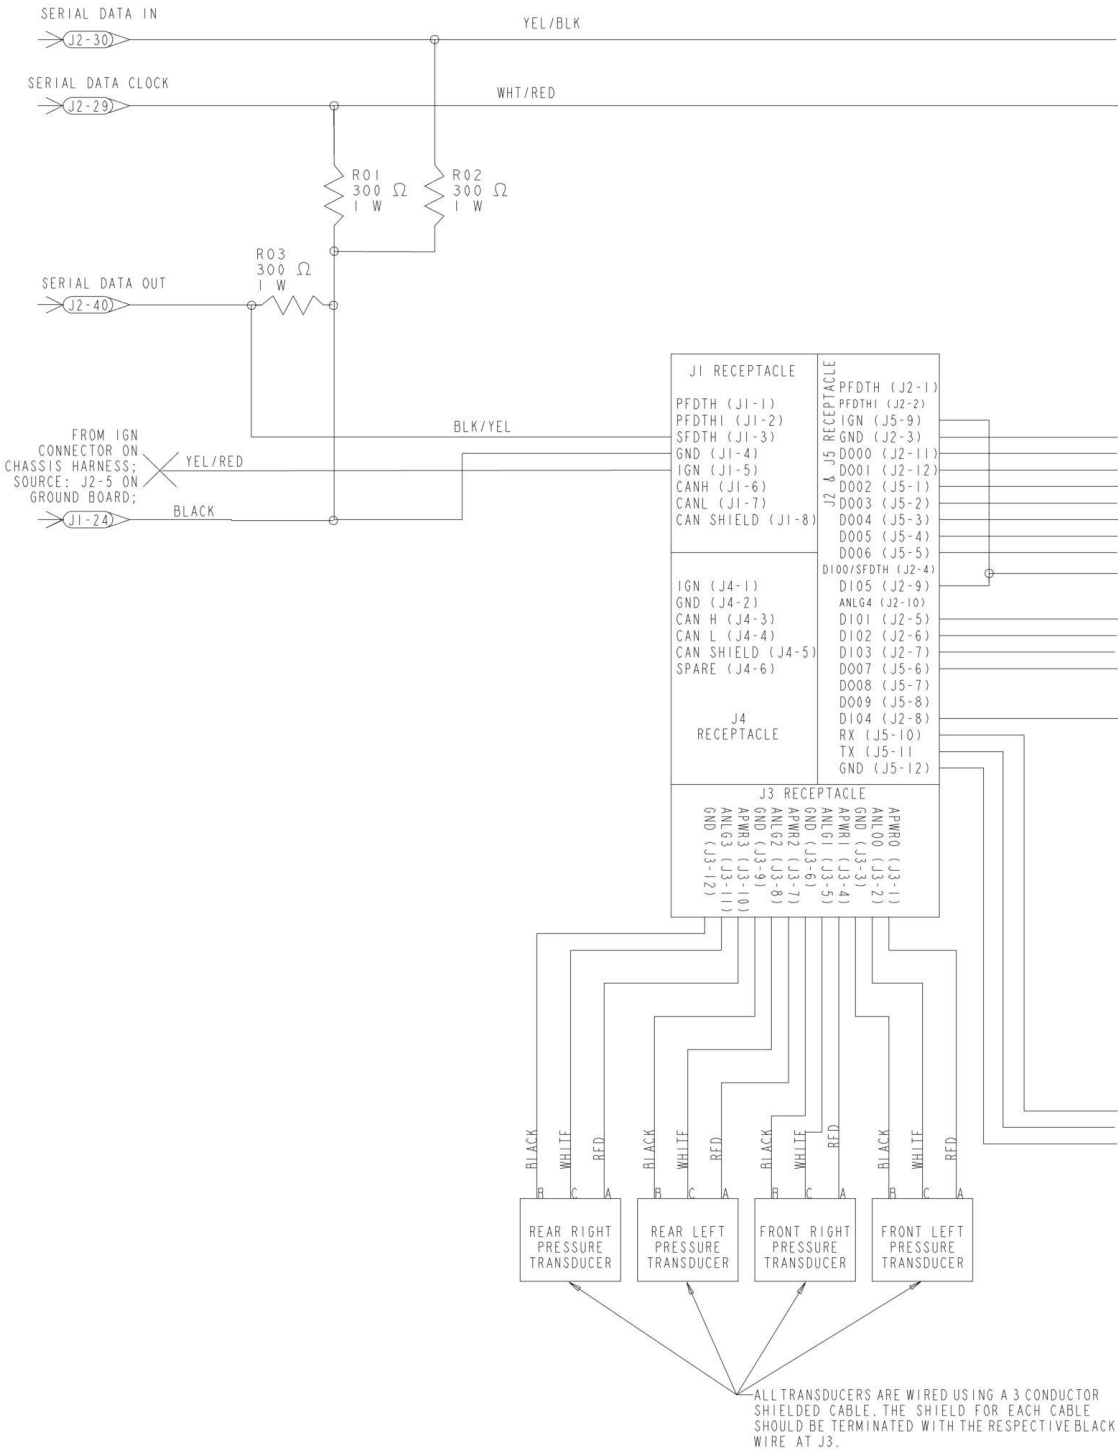 SERIAL DATA IN
J2-30
YEL/BLK
SERIAL DATA CLOCK
J2-29
WHT/RED
R01
300 Ω
1 W
R02
300 Ω
1 W
R03
300 Ω
1 W
SERIAL DATA OUT
J2-40
BLK/YEL
FROM IGN
CONNECTOR ON
CHASSIS HARNESS;
SOURCE: J2-5 ON
GROUND BOARD;
YEL/RED
J1-24
BLACK
J1 RECEPTACLE
PFDTH (J1-1)
PFDTH1 (J1-2)
SFDTH (J1-3)
GND (J1-4)
IGN (J1-5)
CANH (J1-6)
CANL (J1-7)
CAN SHIELD (J1-8)
J2 & J5 RECEPTACLE
PFDTH (J2-1)
PFDTH1 (J2-2)
IGN (J5-9)
GND (J2-3)
DO00 (J2-11)
DO01 (J2-12)
DO02 (J5-1)
DO03 (J5-2)
DO04 (J5-3)
DO05 (J5-4)
DO06 (J5-5)
DI00/SFDTH (J2-4)
DI05 (J2-9)
ANLG4 (J2-10)
DI01 (J2-5)
DI02 (J2-6)
DI03 (J2-7)
DO07 (J5-6)
DO08 (J5-7)
DO09 (J5-8)
DI04 (J2-8)
RX (J5-10)
TX (J5-11
GND (J5-12)
IGN (J4-1)
GND (J4-2)
CAN H (J4-3)
CAN L (J4-4)
CAN SHIELD (J4-5)
SPARE (J4-6)
J4
RECEPTACLE
J3 RECEPTACLE
GND (J3-12)
ANLG3 (J3-11)
APWR3 (J3-10)
GND (J3-9)
ANLG2 (J3-8)
APWR2 (J3-7)
GND (J3-6)
ANLG1 (J3-5)
APWR1 (J3-4)
GND (J3-3)
ANLO0 (J3-2)
APWR0 (J3-1)
BLACK WHITE RED
BLACK WHITE RED
BLACK WHITE RED
BLACK WHITE RED
B C A
B C A
B C A
B C A
REAR RIGHT
PRESSURE
TRANSDUCER
REAR LEFT
PRESSURE
TRANSDUCER
FRONT RIGHT
PRESSURE
TRANSDUCER
FRONT LEFT
PRESSURE
TRANSDUCER
ALL TRANSDUCERS ARE WIRED USING A 3 CONDUCTOR
SHIELDED CABLE. THE SHIELD FOR EACH CABLE
SHOULD BE TERMINATED WITH THE RESPECTIVE BLACK
WIRE AT J3.